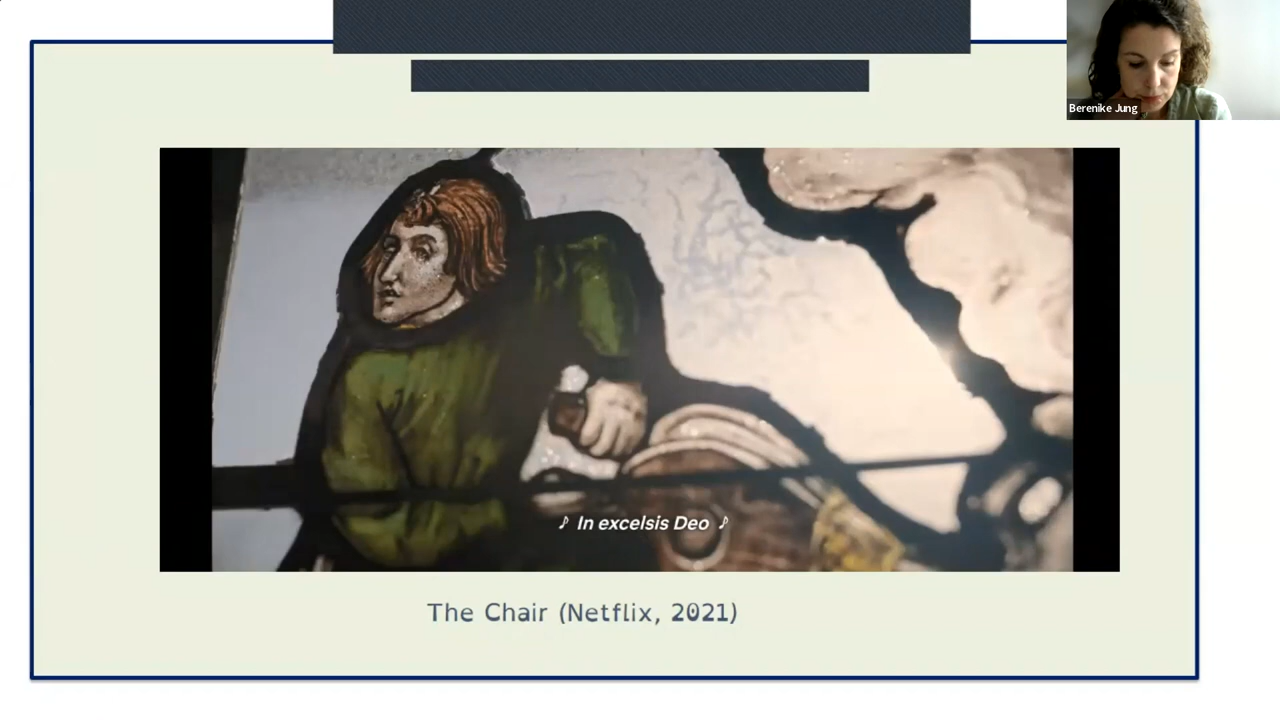 Berenike Jung
♪ In excelsis Deo ♪
The Chair (Netflix, 2021)